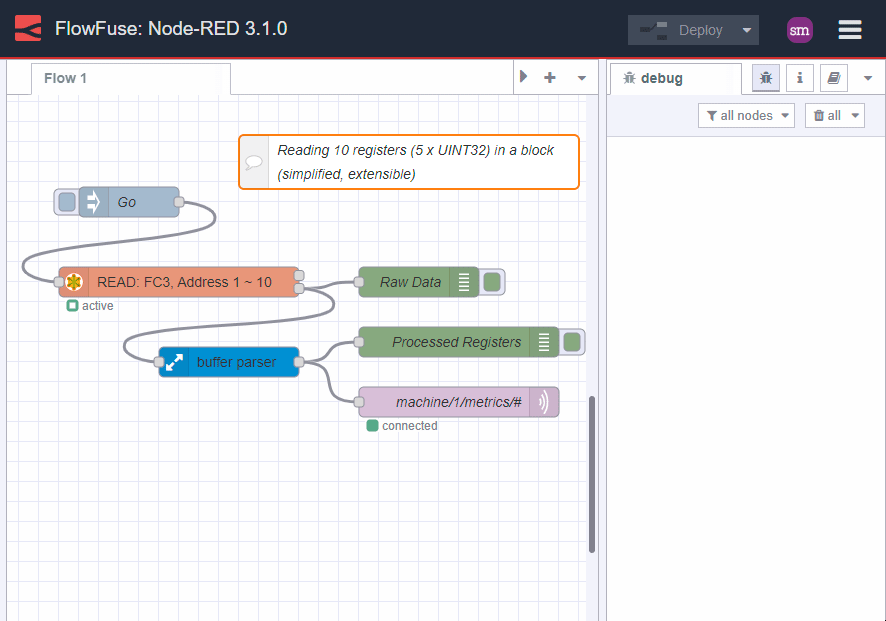 FlowFuse: Node-RED 3.1.0
Deploy
sm
Flow 1
debug
i
all nodes
all
Reading 10 registers (5 x UINT32) in a block
(simplified, extensible)
Go
READ: FC3, Address 1 ~ 10
active
Raw Data
Processed Registers
buffer parser
machine/1/metrics/#
connected